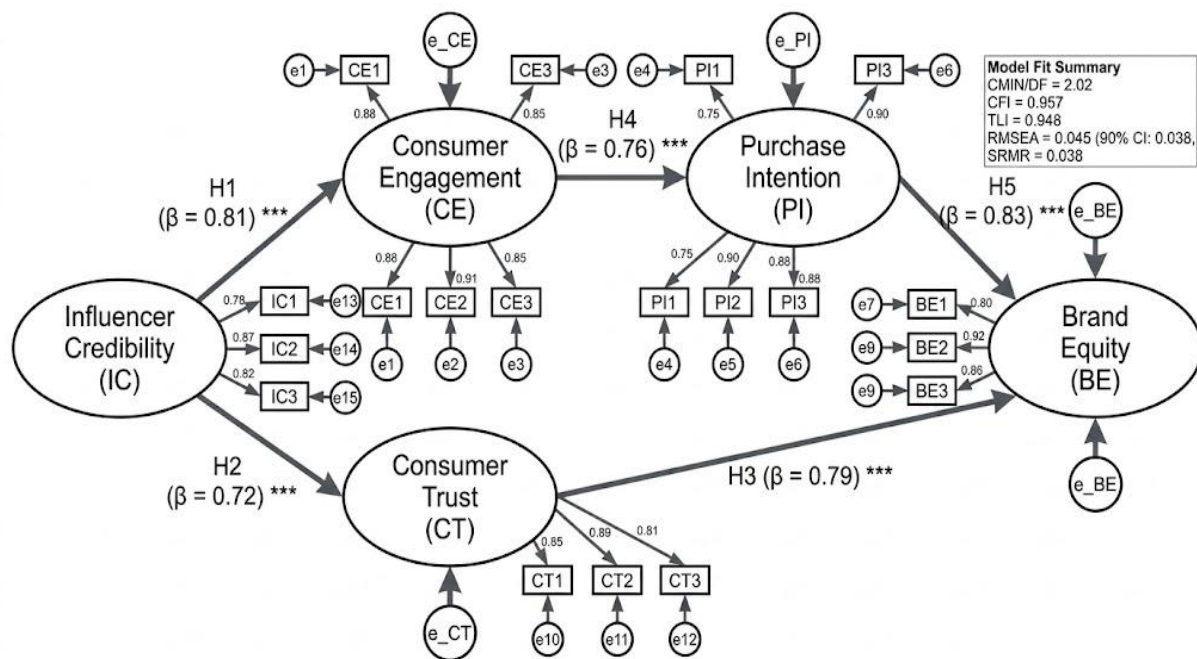 e_CE
e_PI
e1
CE1
CE3
e3
e4
PI1
PI3
e6
0.88
0.85
0.75
0.90
Model Fit Summary
CMIN/DF = 2.02
CFI = 0.957
TLI = 0.948
RMSEA = 0.045 (90% CI: 0.038,
SRMR = 0.038
Consumer
Engagement
(CE)
H4
(β = 0.76) ***
Purchase
Intention
(PI)
H1
(β = 0.81) ***
H5
(β = 0.83) ***
e_BE
0.88
0.91
0.85
CE1
CE2
CE3
e1
e2
e3
0.75
0.90
0.88
0.88
PI1
PI2
PI3
e4
e5
e6
Influencer
Credibility
(IC)
0.78
IC1
e13
0.87
IC2
e14
0.82
IC3
e15
e7
BE1
0.80
e9
BE2
0.92
e9
BE3
0.86
Brand
Equity
(BE)
H2
(β = 0.72) ***
Consumer
Trust
(CT)
H3 (β = 0.79) ***
e_BE
0.85
0.89
0.81
CT1
CT2
CT3
e_CT
e10
e11
e12